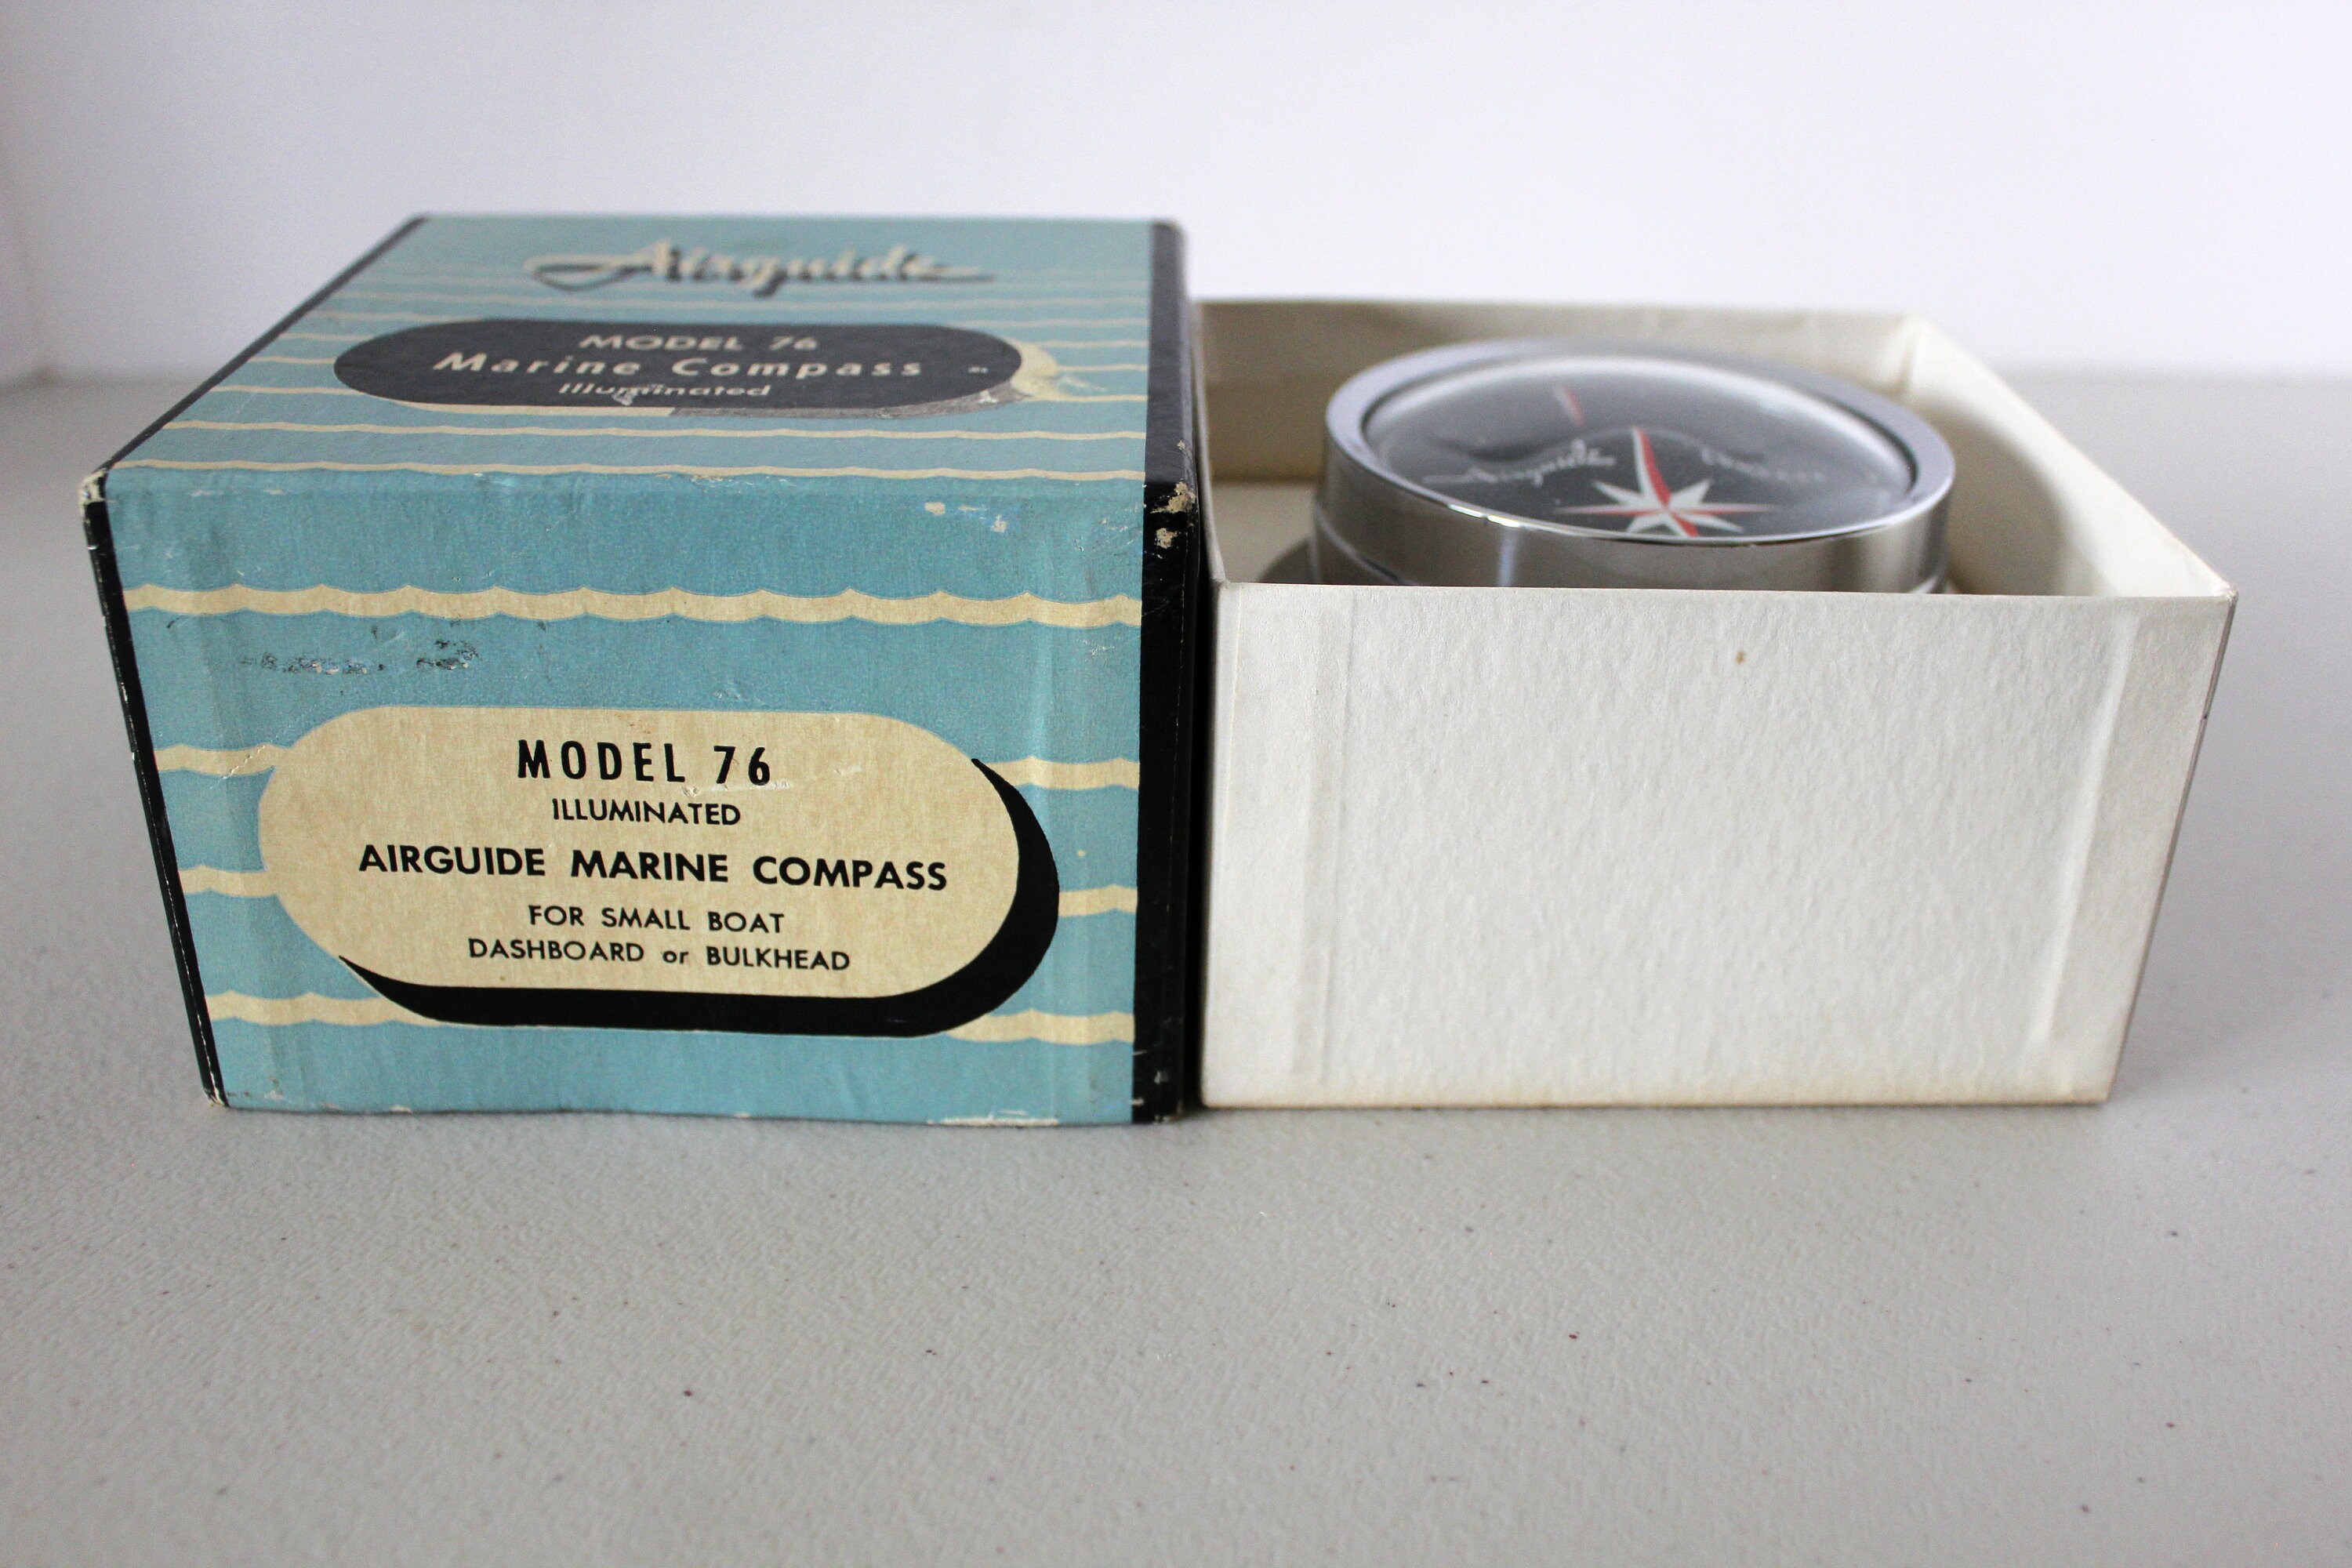 Airguide
MODEL 76
Marine Compass
Illuminated
MODEL 76
ILLUMINATED
AIRGUIDE MARINE COMPASS
FOR SMALL BOAT
DASHBOARD or BULKHEAD
Airguide